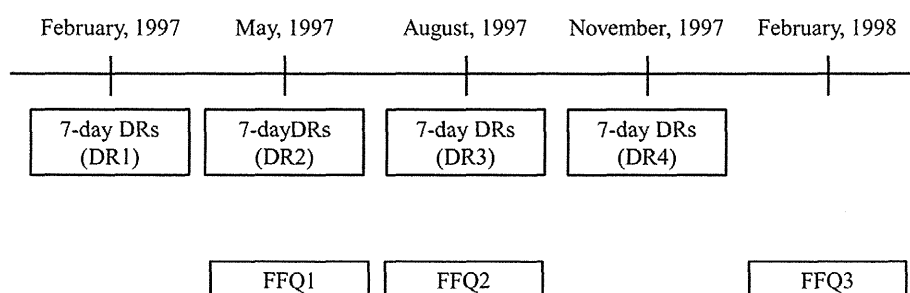 February, 1997 May, 1997 August, 1997 November, 1997 February, 1998
7-day DRs 7-dayDRs 7-day DRs 7-day DRs
(DR1) (DR2) (DR3) (DR4)
FFQ1 FFQ2 FFQ3